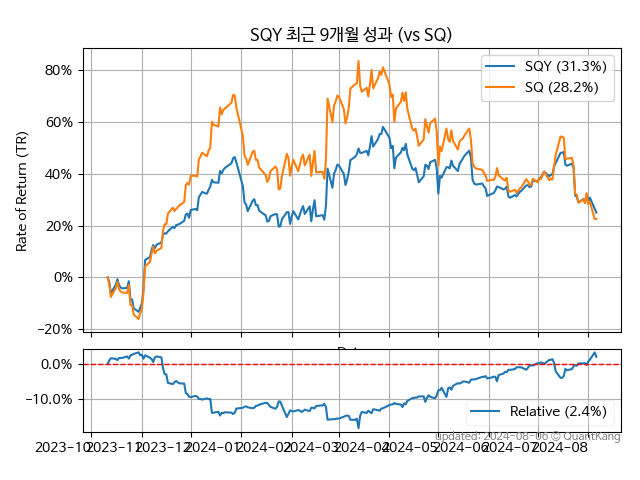 SQY 최근 9개월 성과 (vs SQ)
Rate of Return (TR)
80%
60%
40%
20%
0%
−20%
SQY (31.3%)
SQ (28.2%)
0.0%
−10.0%
Relative (2.4%)
Updated: 2024-08-06 © QuantKang
2023-10 2023-11 2023-12 2024-01 2024-02 2024-03 2024-04 2024-05 2024-06 2024-07 2024-08